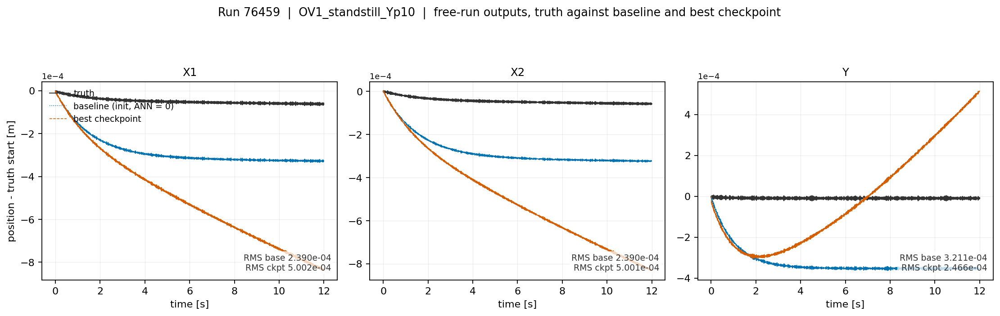 Run 76459 | OV1_standstill_Yp10 | free-run outputs, truth against baseline and best checkpoint
X1
1e−4
0
−2
−4
−6
−8
position - truth start [m]
truth
baseline (init, ANN = 0)
best checkpoint
RMS base 2.390e-04
RMS ckpt 5.002e-04
0 2 4 6 8 10 12
time [s]
X2
1e−4
0
−2
−4
−6
−8
RMS base 2.390e-04
RMS ckpt 5.001e-04
0 2 4 6 8 10 12
time [s]
Y
1e−4
4
2
0
−2
−4
RMS base 3.211e-04
RMS ckpt 2.466e-04
0 2 4 6 8 10 12
time [s]